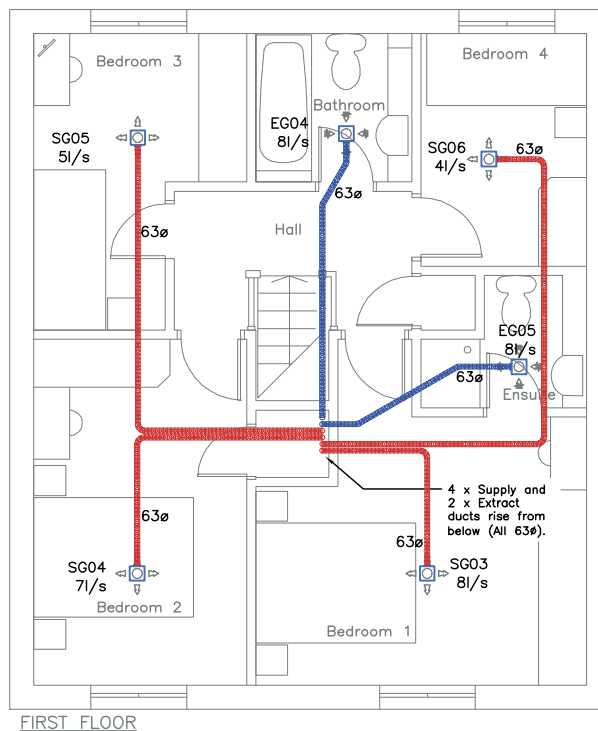 Bedroom 3
Bedroom 4
SG05
5l/s
EG04
8l/s
Bathroom
SG06
4l/s
63ø
63ø
63ø
Hall
EG05
8l/s
63ø
Ensuite
4 x Supply and
2 x Extract
ducts rise from
below (All 63ø).
63ø
63ø
SG04
7l/s
SG03
8l/s
Bedroom 2
Bedroom 1
FIRST FLOOR